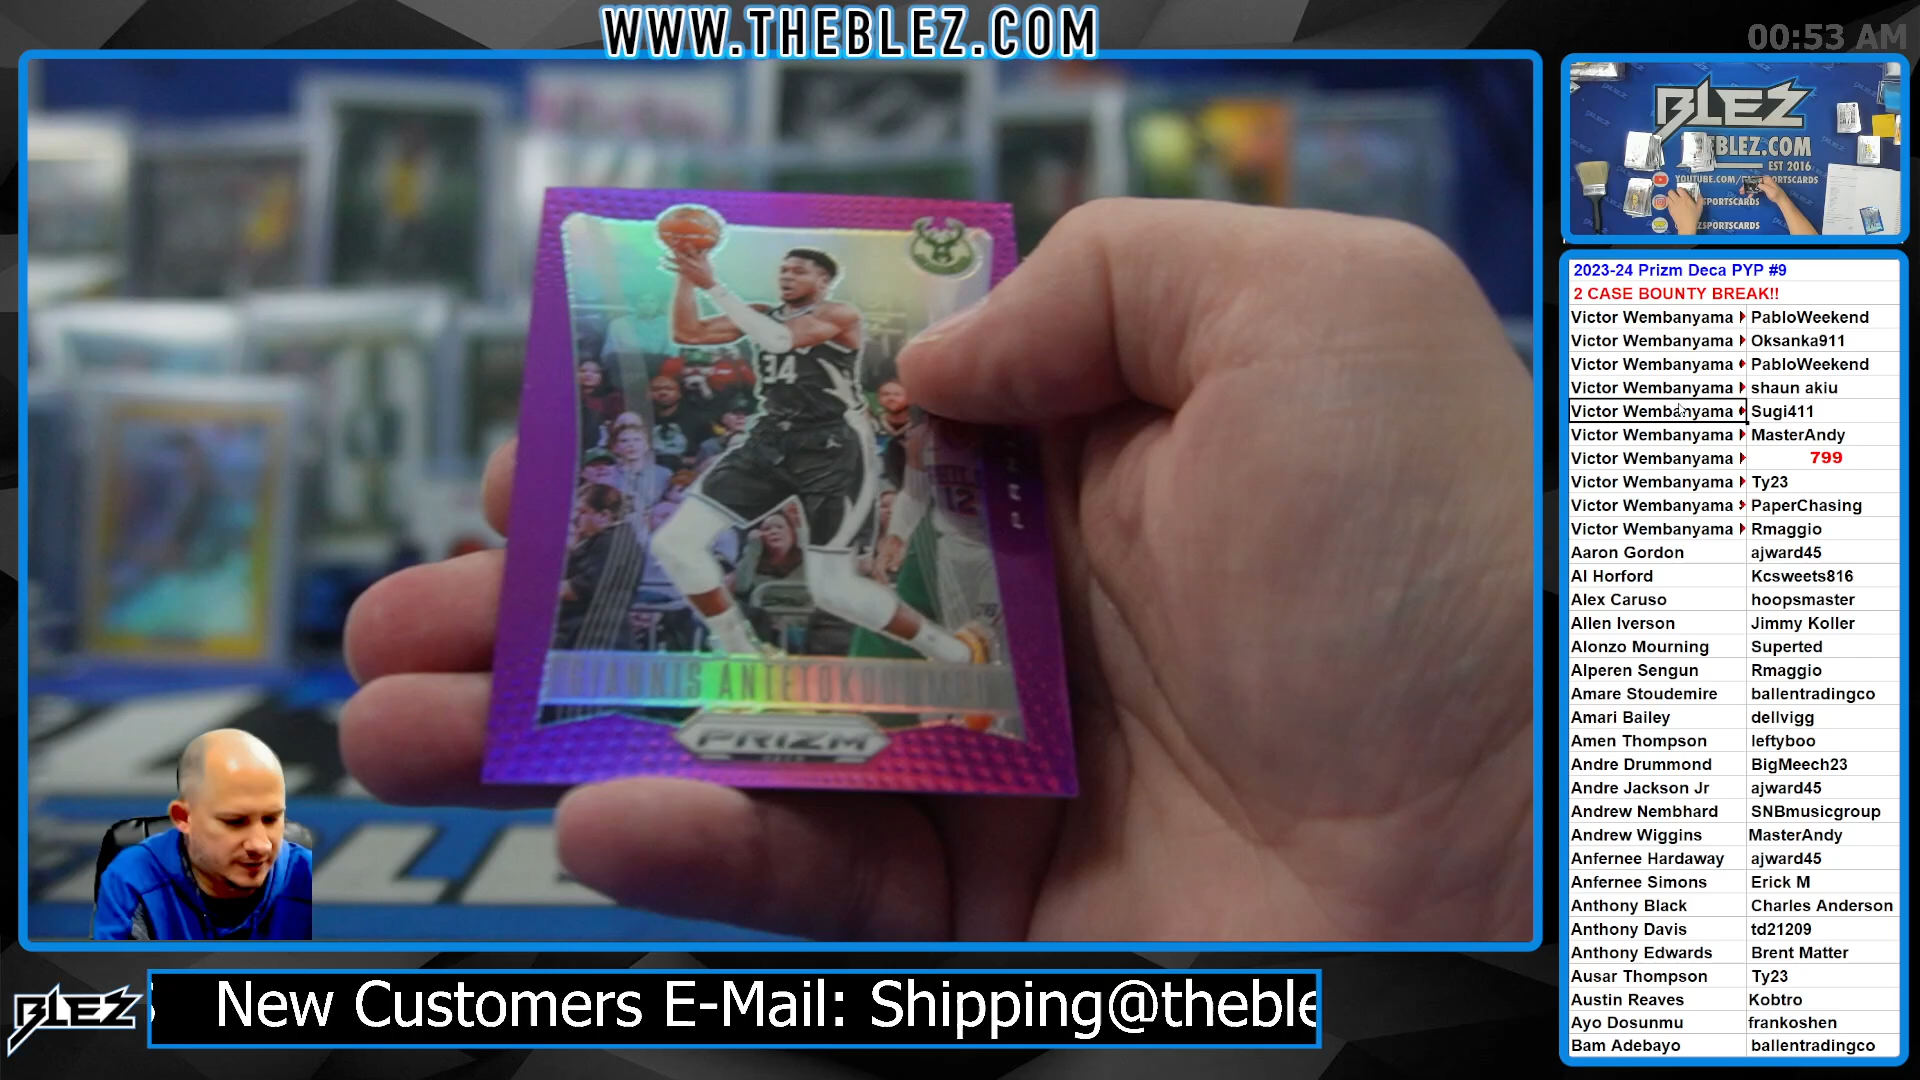 WWW.THEBLEZ.COM
00:53 AM
34
GIANNIS ANTETOKOUNMPO
PRIZM
12
BLEZ
THEBLEZ.COM
EST 2016
2023-24 Prizm Deca PYP #9
2 CASE BOUNTY BREAK!!
Victor Wembanyama PabloWeekend
Victor Wembanyama Oksanka911
Victor Wembanyama PabloWeekend
Victor Wembanyama shaun akiu
Victor Wembanyama Sugi411
Victor Wembanyama MasterAndy
Victor Wembanyama 799
Victor Wembanyama Ty23
Victor Wembanyama PaperChasing
Victor Wembanyama Rmaggio
Aaron Gordon ajward45
Al Horford Kcsweets816
Alex Caruso hoopsmaster
Allen Iverson Jimmy Koller
Alonzo Mourning Superted
Alperen Sengun Rmaggio
Amare Stoudemire ballentradingco
Amari Bailey dellvigg
Amen Thompson leftyboo
Andre Drummond BigMeech23
Andre Jackson Jr ajward45
Andrew Nembhard SNBmusicgroup
Andrew Wiggins MasterAndy
Anfernee Hardaway ajward45
Anfernee Simons Erick M
Anthony Black Charles Anderson
Anthony Davis td21209
Anthony Edwards Brent Matter
Ausar Thompson Ty23
Austin Reaves Kobtro
Ayo Dosunmu frankoshen
Bam Adebayo ballentradingco
BLEZ
New Customers E-Mail: Shipping@theble